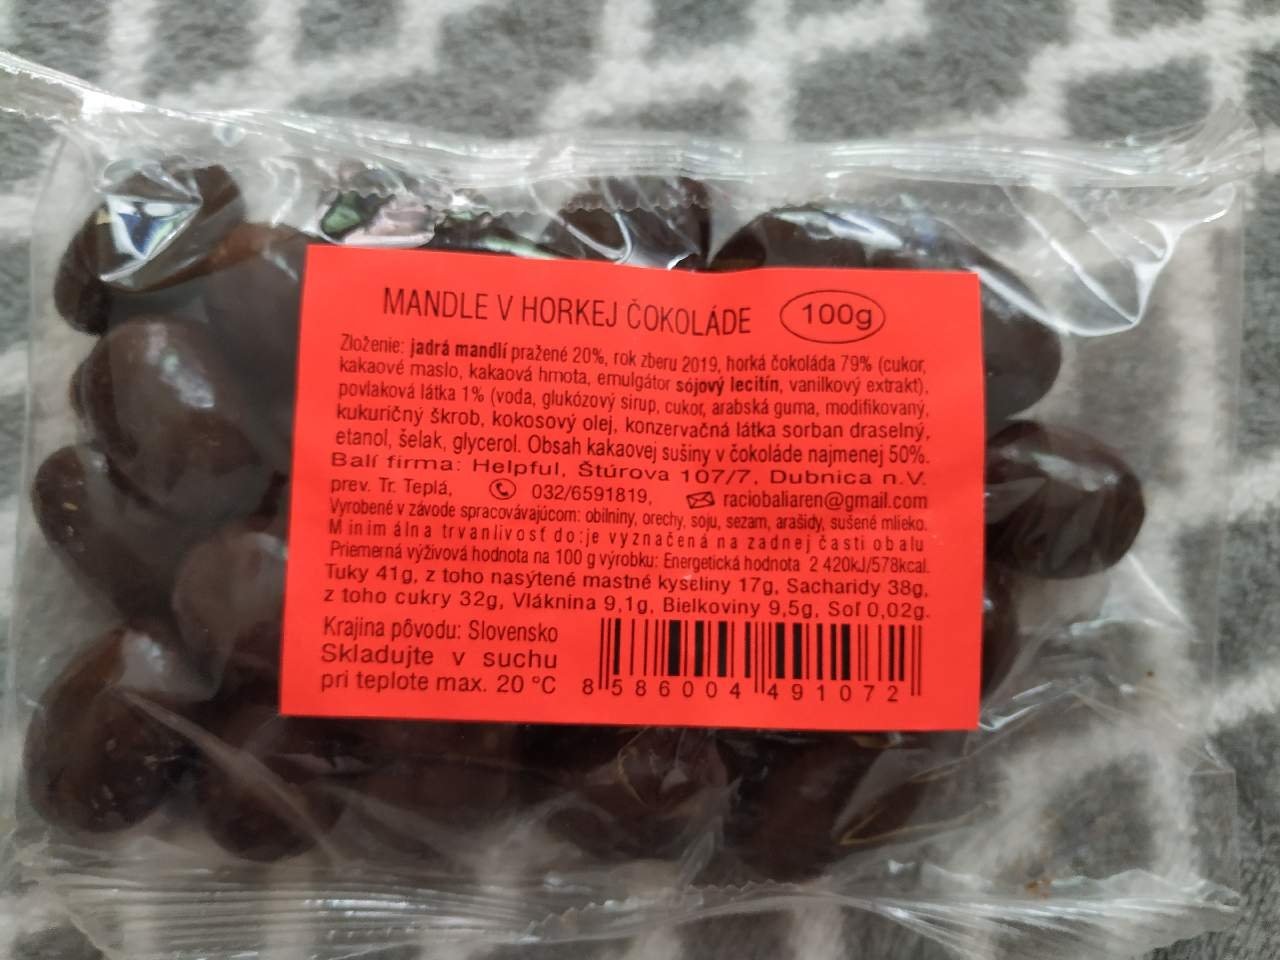 MANDLE V HORKEJ ČOKOLÁDE 100g
Zloženie: jadrá mandlí pražené 20%, rok zberu 2019, horká čokoláda 79% (cukor,
kakaové maslo, kakaová hmota, emulgátor sójový lecitín, vanilkový extrakt),
povlaková látka 1% (voda, glukózový sirup, cukor, arabská guma, modifikovaný,
kukuričný škrob, kokosový olej, konzervačná látka sorban draselný,
etanol, šelak, glycerol. Obsah kakaovej sušiny v čokoláde najmenej 50%.
Balí firma: Helpful, Štúrova 107/7, Dubnica n.V.
prev. Tr. Teplá, 032/6591819, raciobaliaren@gmail.com
Vyrobené v závode spracovávajúcom: obilniny, orechy, soju, sezam, arašidy, sušené mlieko.
Minimálna trvanlivosť do:je vyznačená na zadnej časti obalu
Priemerná výživová hodnota na 100 g výrobku: Energetická hodnota 2 420kJ/578kcal.
Tuky 41g, z toho nasýtené mastné kyseliny 17g, Sacharidy 38g,
z toho cukry 32g, Vláknina 9,1g, Bielkoviny 9,5g, Soľ 0,02g.
Krajina pôvodu: Slovensko
Skladujte v suchu
pri teplote max. 20 °C
8 586004 491072